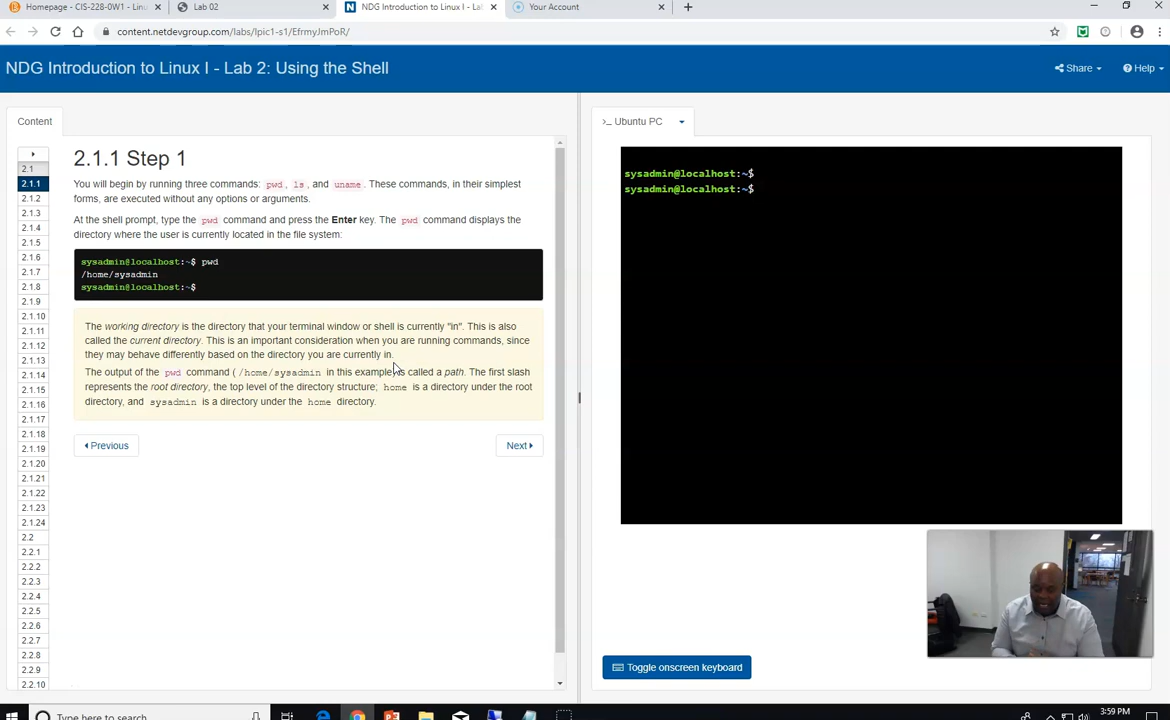 Homepage - CIS-228-0W1 - Linu
Lab 02
NDG Introduction to Linux I - Lab
Your Account
content.netdevgroup.com/labs/lpic1-s1/EfrmyJmPoR/
NDG Introduction to Linux I - Lab 2: Using the Shell
Share
Help
Content
>_ Ubuntu PC
2.1
2.1.1
2.1.2
2.1.3
2.1.4
2.1.5
2.1.6
2.1.7
2.1.8
2.1.9
2.1.10
2.1.11
2.1.12
2.1.13
2.1.14
2.1.15
2.1.16
2.1.17
2.1.18
2.1.19
2.1.20
2.1.21
2.1.22
2.1.23
2.1.24
2.2
2.2.1
2.2.2
2.2.3
2.2.4
2.2.5
2.2.6
2.2.7
2.2.8
2.2.9
2.2.10
2.1.1 Step 1
You will begin by running three commands: pwd, ls, and uname. These commands, in their simplest
forms, are executed without any options or arguments.
At the shell prompt, type the pwd command and press the Enter key. The pwd command displays the
directory where the user is currently located in the file system:
sysadmin@localhost:~$ pwd
/home/sysadmin
sysadmin@localhost:~$
The working directory is the directory that your terminal window or shell is currently "in". This is also
called the current directory. This is an important consideration when you are running commands, since
they may behave differently based on the directory you are currently in.
The output of the pwd command ( /home/sysadmin in this example is called a path. The first slash
represents the root directory, the top level of the directory structure; home is a directory under the root
directory, and sysadmin is a directory under the home directory.
Previous
Next
sysadmin@localhost:~$
sysadmin@localhost:~$
Toggle onscreen keyboard
Type here to search
3:59 PM